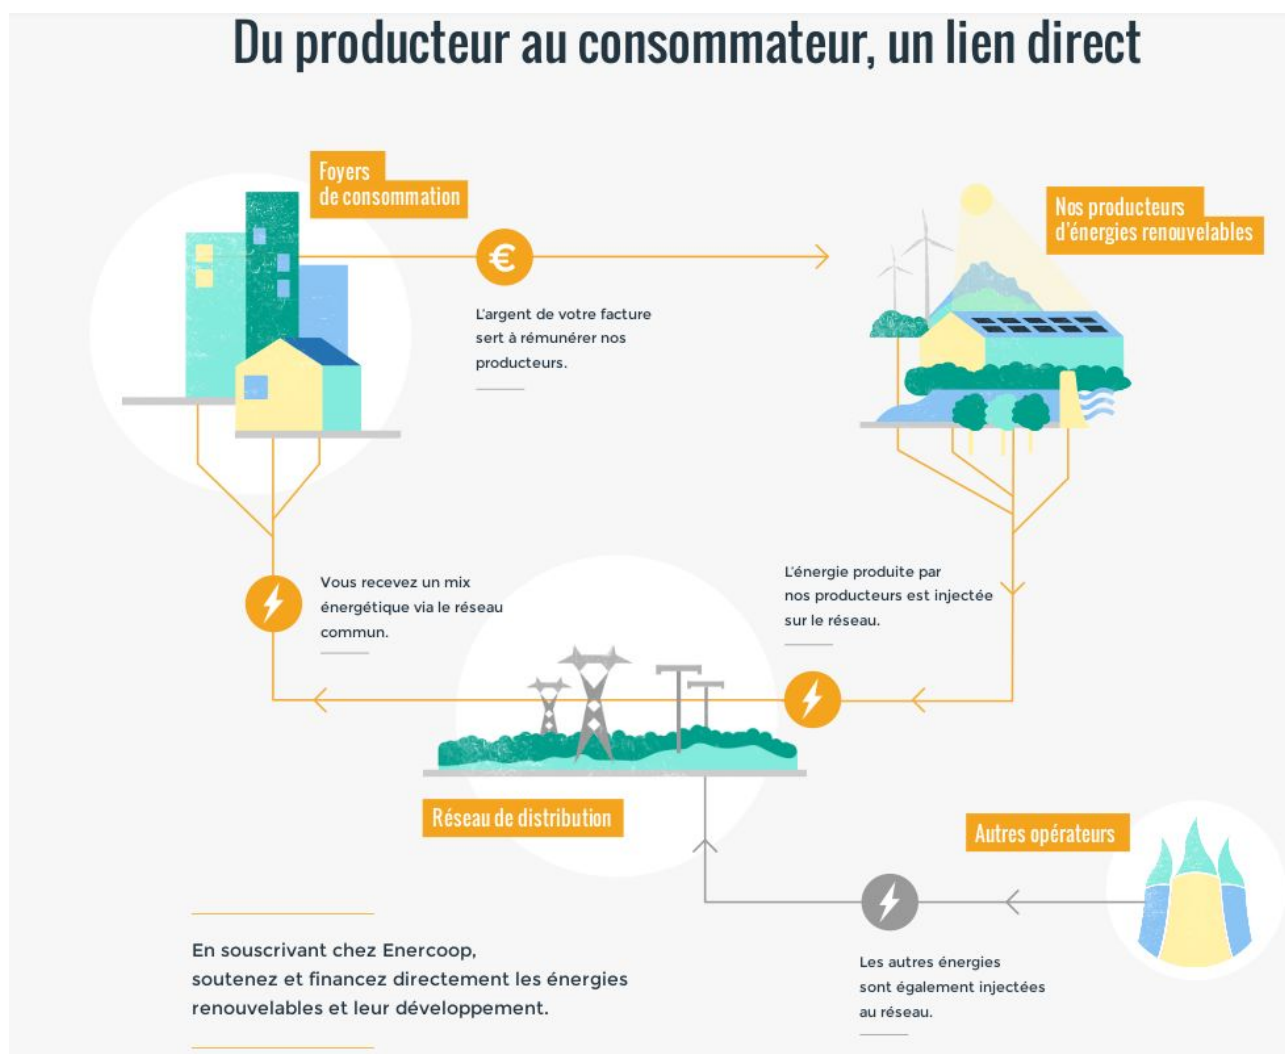 Du producteur au consommateur, un lien direct
Foyers
de consommation
Nos producteurs
d'énergies renouvelables
€
L'argent de votre facture
sert à rémunérer nos
producteurs.
Vous recevez un mix
énergétique via le réseau
commun.
L'énergie produite par
nos producteurs est injectée
sur le réseau.
Réseau de distribution
Autres opérateurs
Les autres énergies
sont également injectées
au réseau.
En souscrivant chez Enercoop,
soutenez et financez directement les énergies
renouvelables et leur développement.